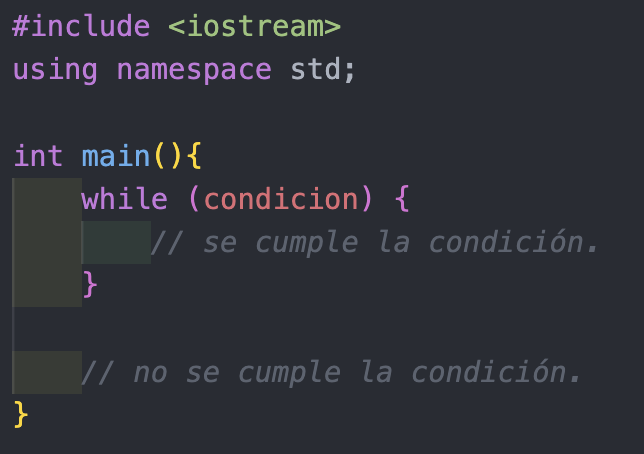 #include <iostream>
using namespace std;
int main(){
while (condicion) {
// se cumple la condición.
}
// no se cumple la condición.
}